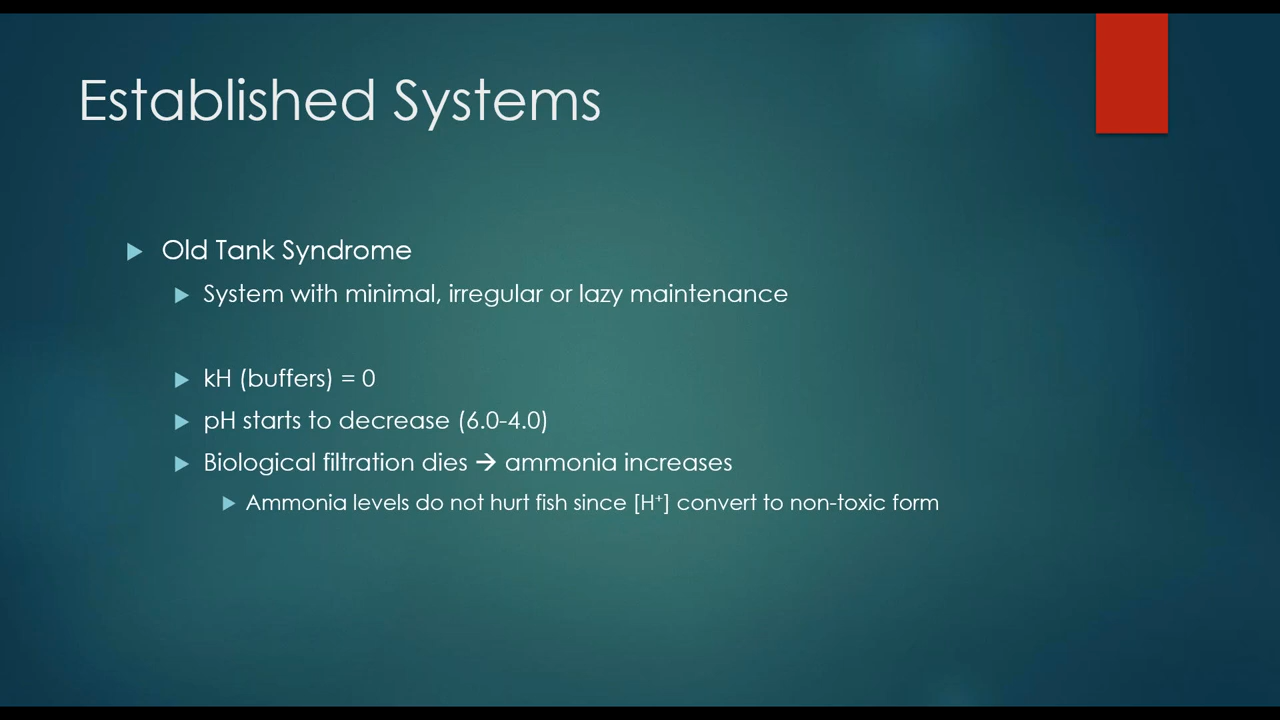 Established Systems
Old Tank Syndrome
System with minimal, irregular or lazy maintenance
kH (buffers) = 0
pH starts to decrease (6.0-4.0)
Biological filtration dies → ammonia increases
Ammonia levels do not hurt fish since [H⁺] convert to non-toxic form